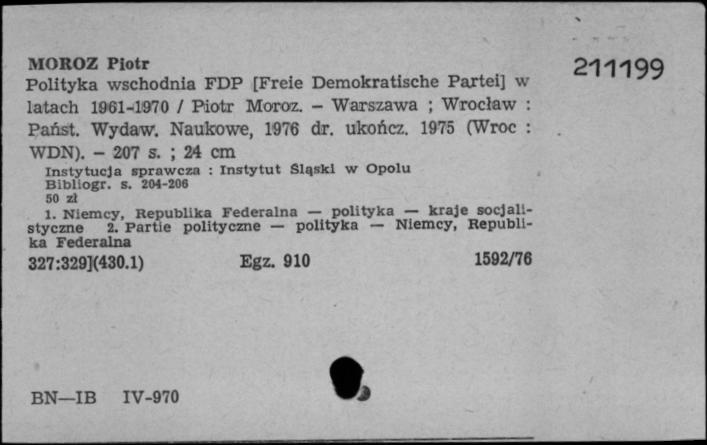 MOROZ Piotr
211199
Polityka wschodnia FDP [Freie Demokratische Partei] w
latach 1961-1970 / Piotr Moroz. – Warszawa ; Wrocław :
Państ. Wydaw. Naukowe, 1976 dr. ukończ. 1975 (Wroc :
WDN). – 207 s. ; 24 cm
Instytucja sprawcza : Instytut Śląski w Opolu
Bibliogr. s. 204-206
50 zł
1. Niemcy, Republika Federalna — polityka — kraje socjali-
styczne 2. Partie polityczne — polityka — Niemcy, Republi-
ka Federalna
327:329](430.1) Egz. 910 1592/76
BN—IB IV-970